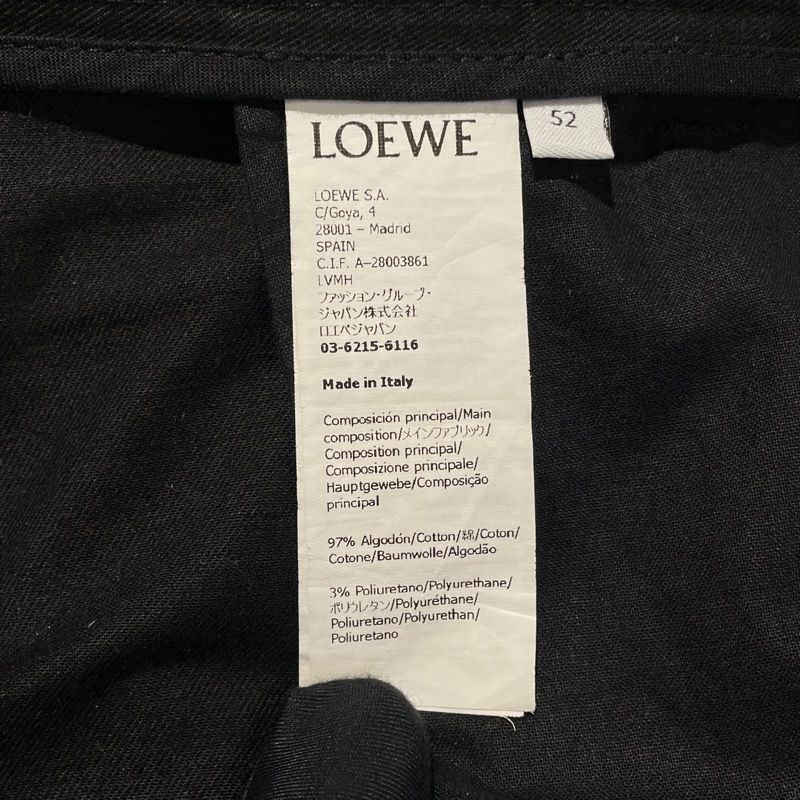 LOEWE
52
LOEWE S.A.
C/Goya, 4
28001 – Madrid
SPAIN
C.I.F. A-28003861
LVMH
ファッション・グループ・
ジャパン株式会社
ロエベジャパン
03-6215-6116
Made in Italy
Composición principal/Main
composition/メインファブリック/
Composition principal/
Composizione principale/
Hauptgewebe/Composição
principal
97% Algodón/Cotton/綿/Coton/
Cotone/Baumwolle/Algodão
3% Poliuretano/Polyurethane/
ポリウレタン/Polyuréthane/
Poliuretano/Polyurethan/
Poliuretano